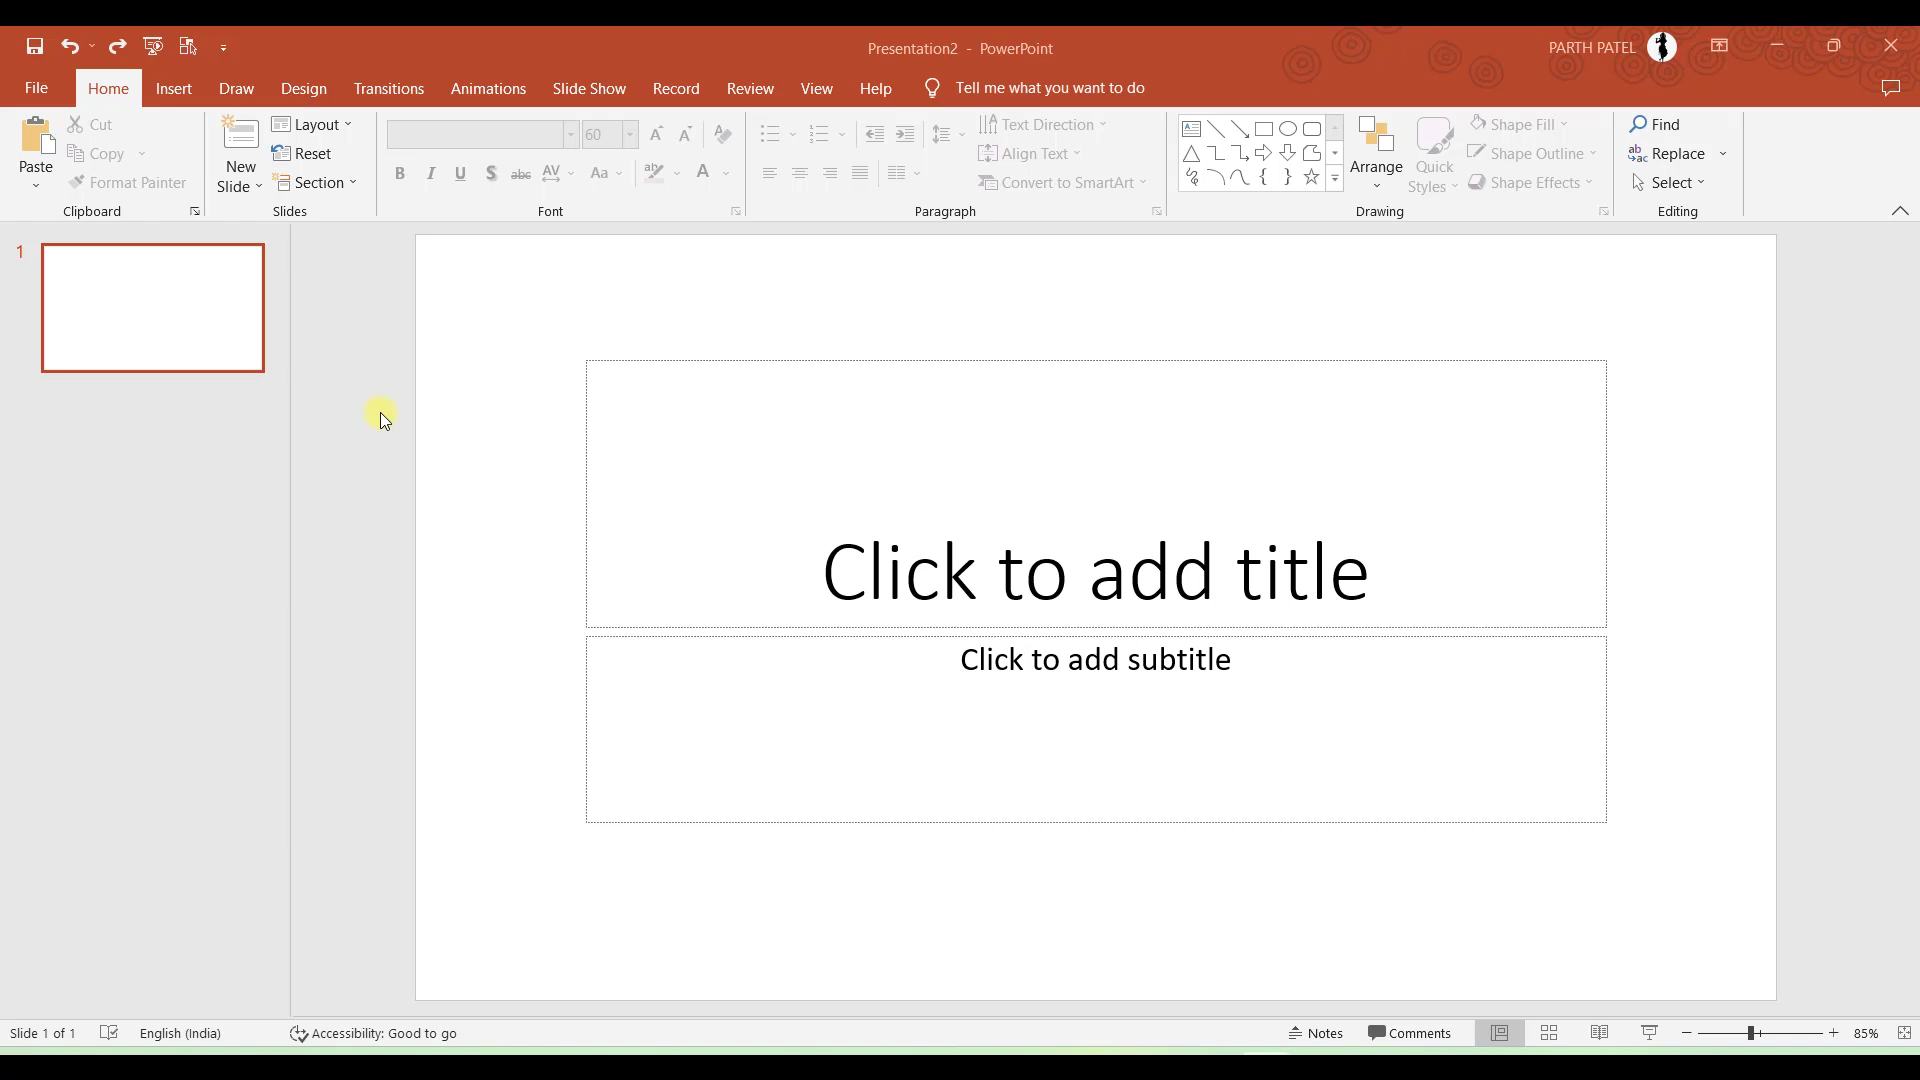 Presentation2 - PowerPoint
PARTH PATEL
File Home Insert Draw Design Transitions Animations Slide Show Record Review View Help Tell me what you want to do
Paste
Cut
Copy
Format Painter
Clipboard
New
Slide
Layout
Reset
Section
Slides
60
Font
Text Direction
Align Text
Convert to SmartArt
Paragraph
Arrange
Quick
Styles
Shape Fill
Shape Outline
Shape Effects
Drawing
Find
Replace
Select
Editing
1
Click to add title
Click to add subtitle
Slide 1 of 1 English (India) Accessibility: Good to go Notes Comments 85%